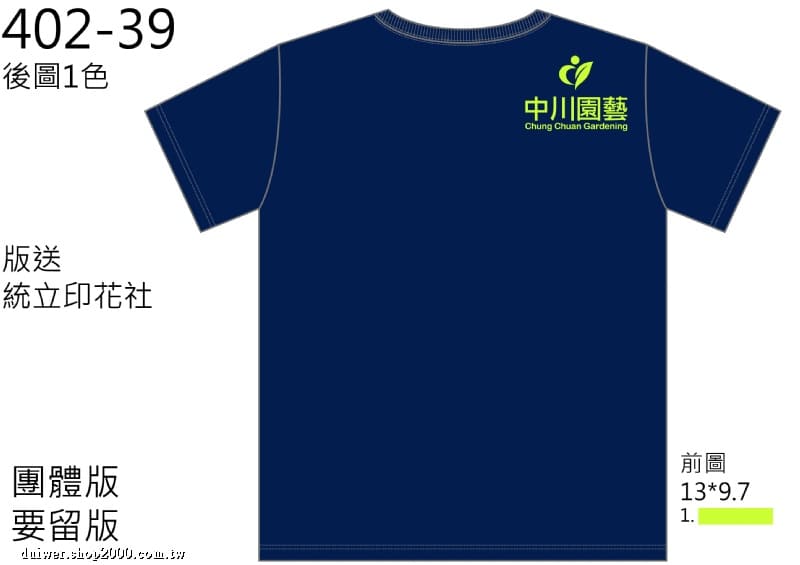 402-39
後圖1色
中川園藝
Chung Chuan Gardening
版送
統立印花社
前圖
13*9.7
1.
團體版
要留版
duiwer.shop2000.com.tw